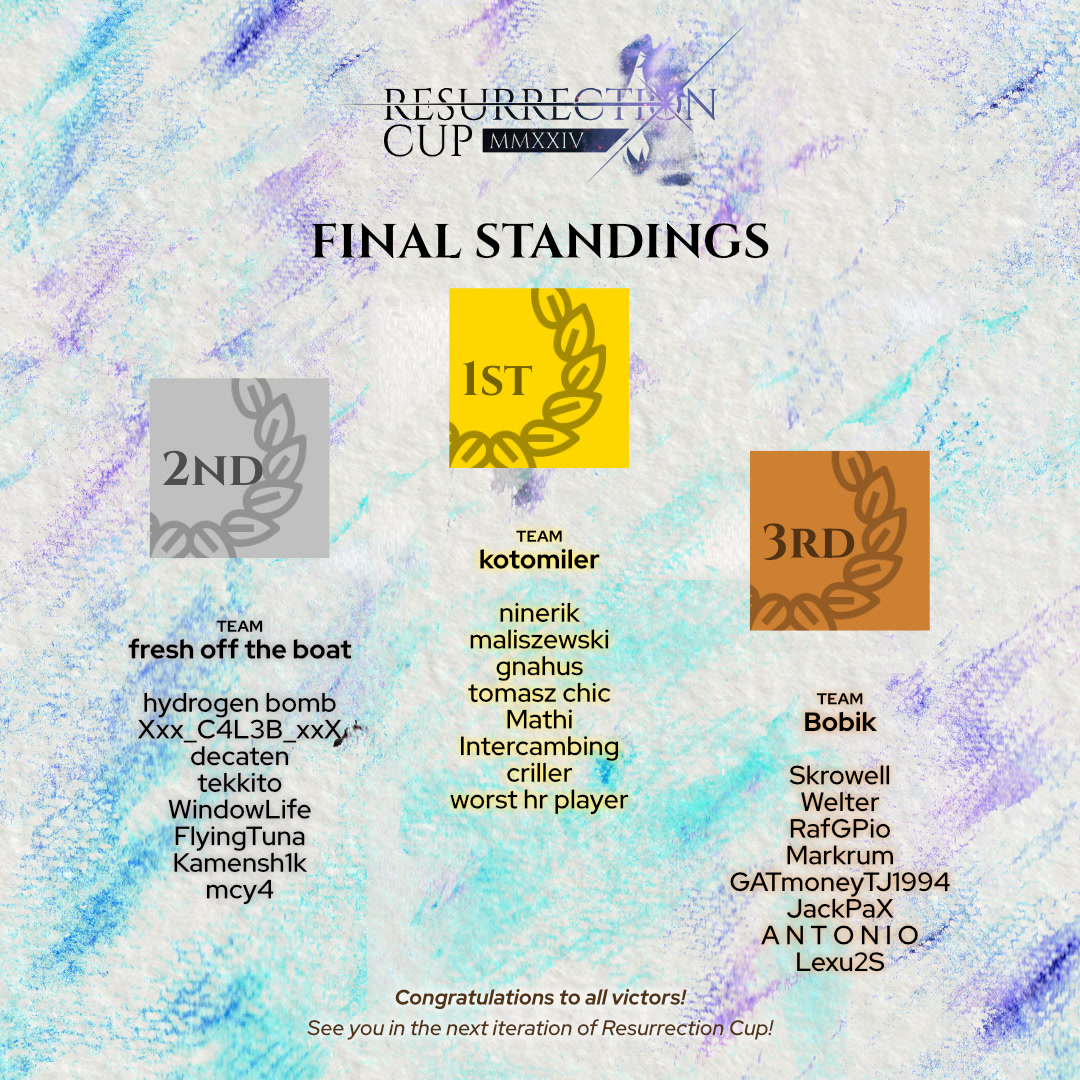 RESURRECTION
CUP MMXXIV
FINAL STANDINGS
1ST
TEAM
kotomiler
ninerik
maliszewski
gnahus
tomasz chic
Mathi
Intercambing
criller
worst hr player
2ND
TEAM
fresh off the boat
hydrogen bomb
Xxx_C4L3B_xxX
decaten
tekkito
WindowLife
FlyingTuna
Kamensh1k
mcy4
3RD
TEAM
Bobik
Skrowell
Welter
RafGPio
Markrum
GATmoneyTJ1994
JackPaX
A N T O N I O
Lexu2S
Congratulations to all victors!
See you in the next iteration of Resurrection Cup!